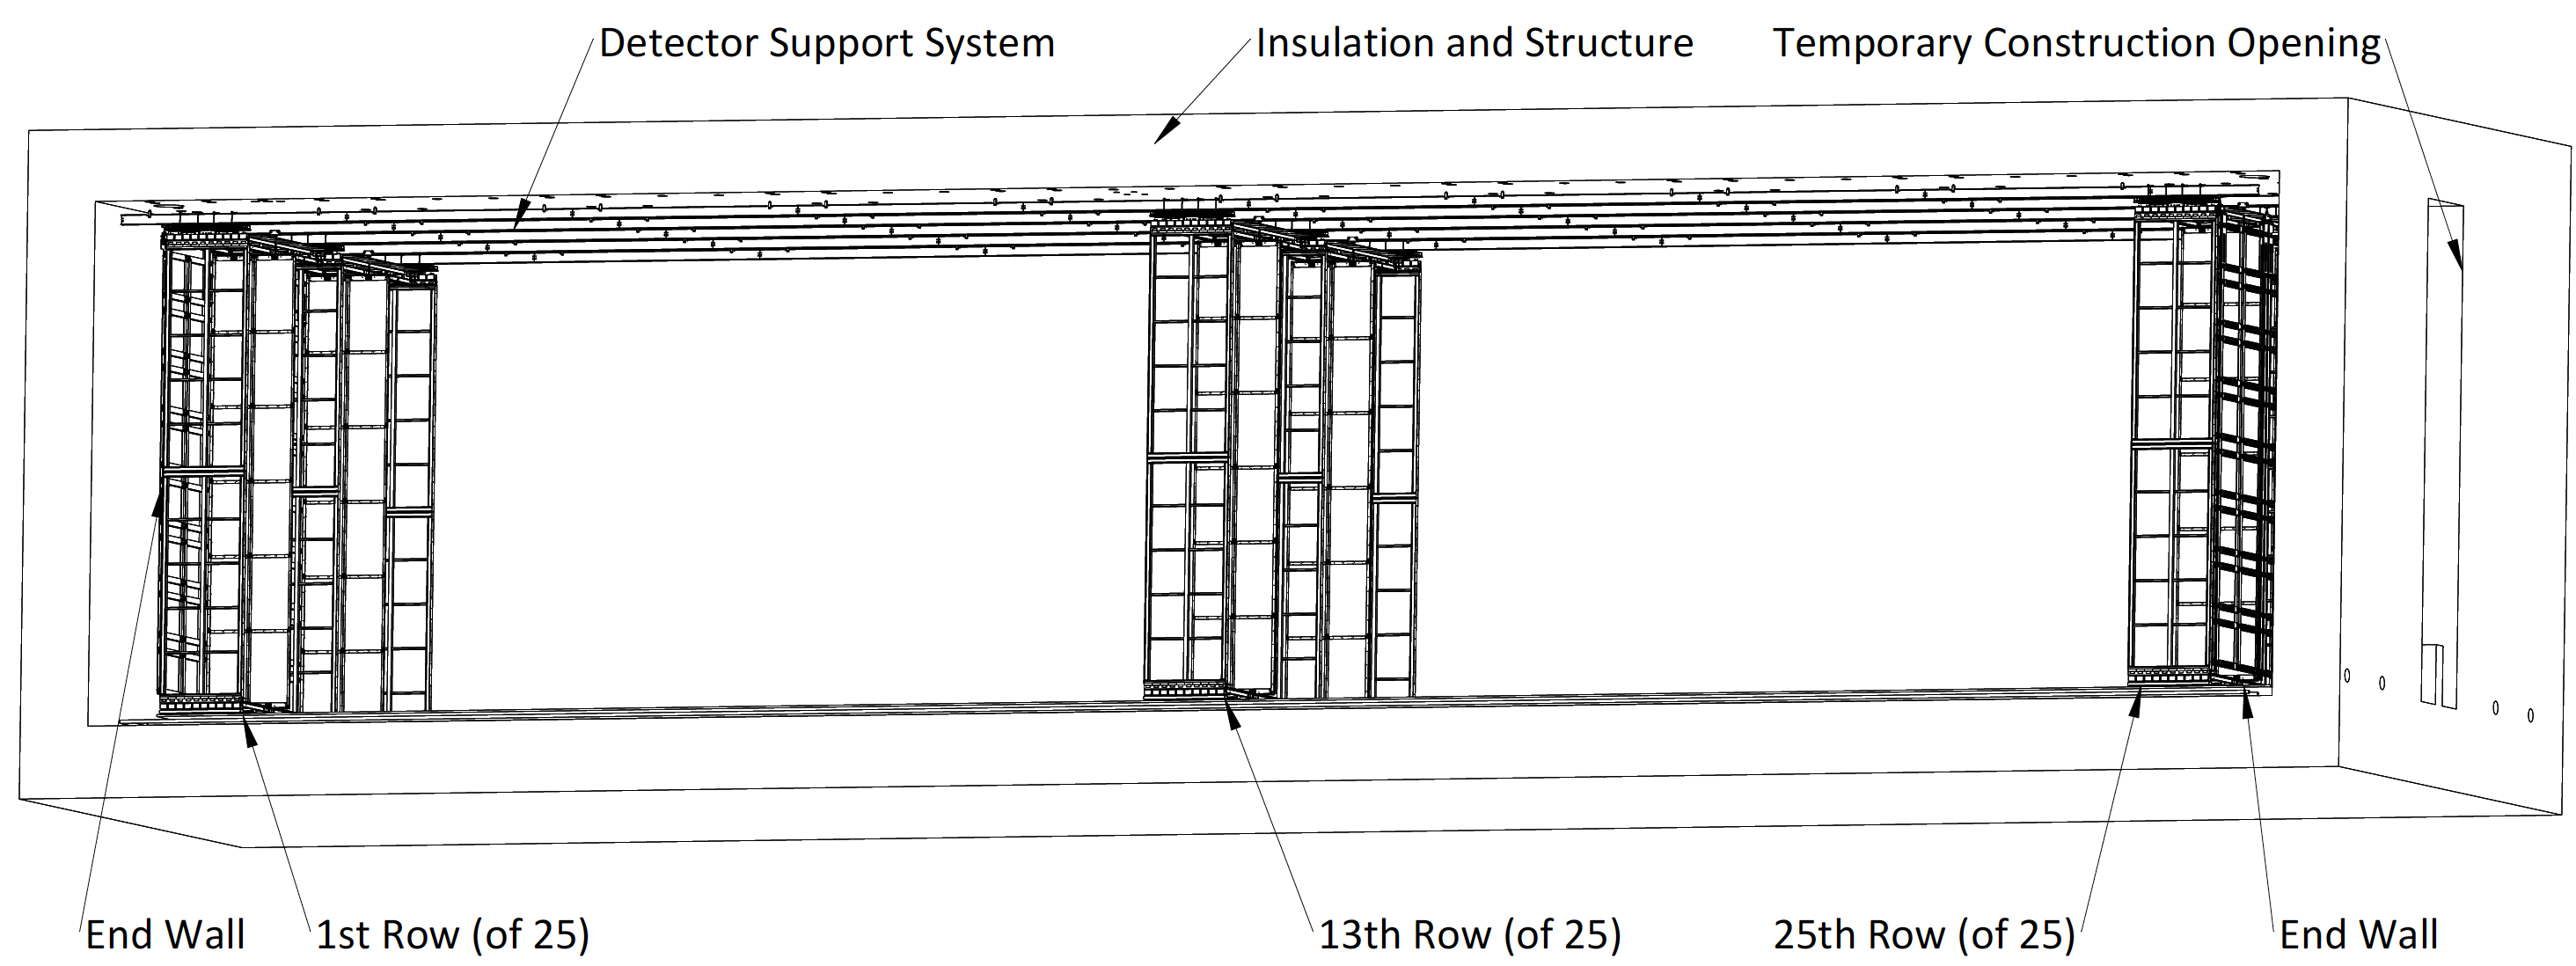 Detector Support System
Insulation and Structure
Temporary Construction Opening
End Wall
1st Row (of 25)
13th Row (of 25)
25th Row (of 25)
End Wall